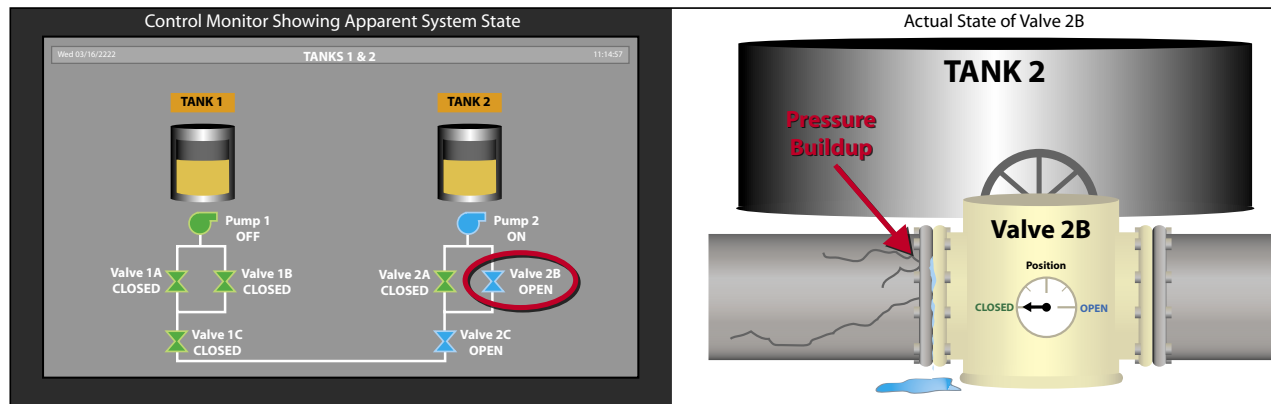 Control Monitor Showing Apparent System State
Wed 03/16/2222
TANKS 1 & 2
11:14:57
TANK 1
TANK 2
Pump 1
OFF
Pump 2
ON
Valve 1A
CLOSED
Valve 1B
CLOSED
Valve 2A
CLOSED
Valve 2B
OPEN
Valve 1C
CLOSED
Valve 2C
OPEN
Actual State of Valve 2B
TANK 2
Pressure
Buildup
Valve 2B
Position
CLOSED
OPEN